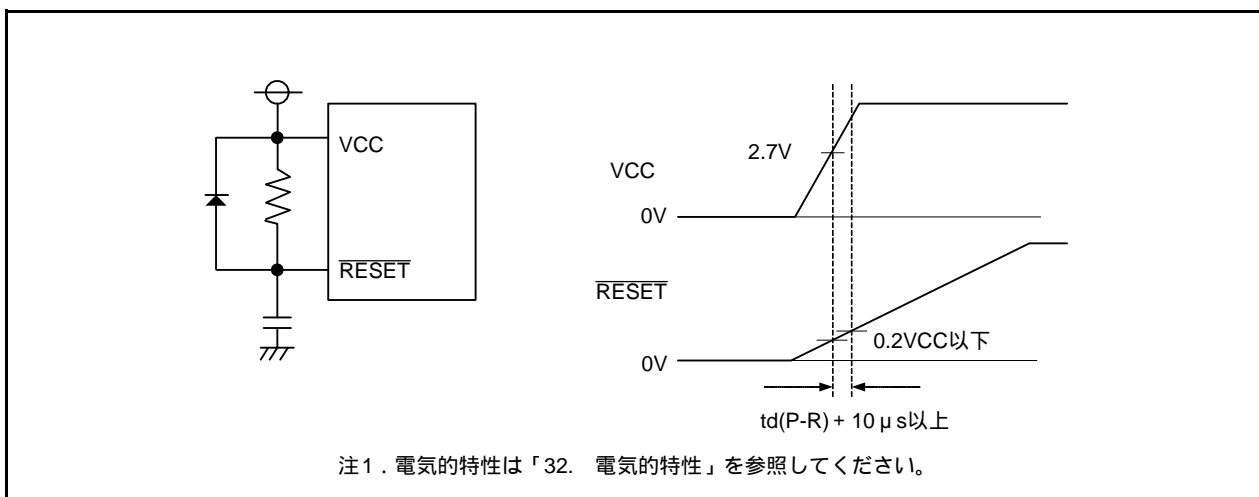 VCC
RESET
VCC
2.7V
0V
RESET
0.2VCC以下
0V
td(P-R) + 10 μs以上
注1．電気的特性は「32.　電気的特性」を参照してください。